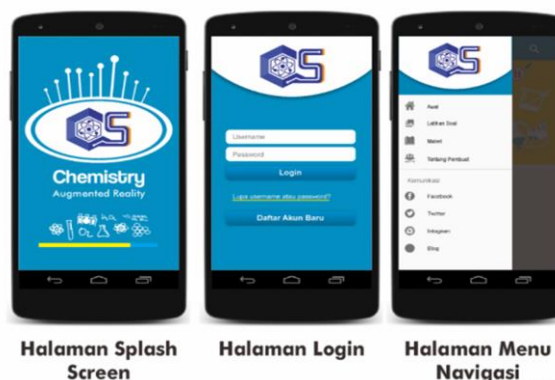 Chemistry
Augmented Reality
Username
Password
Login
Lupa username atau password?
Daftar Akun Baru
Awal
Latihan Soal
Materi
Tentang Pembuat
Komunikasi
Facebook
Twitter
Instagram
Blog
Halaman Splash
Screen
Halaman Login
Halaman Menu
Navigasi